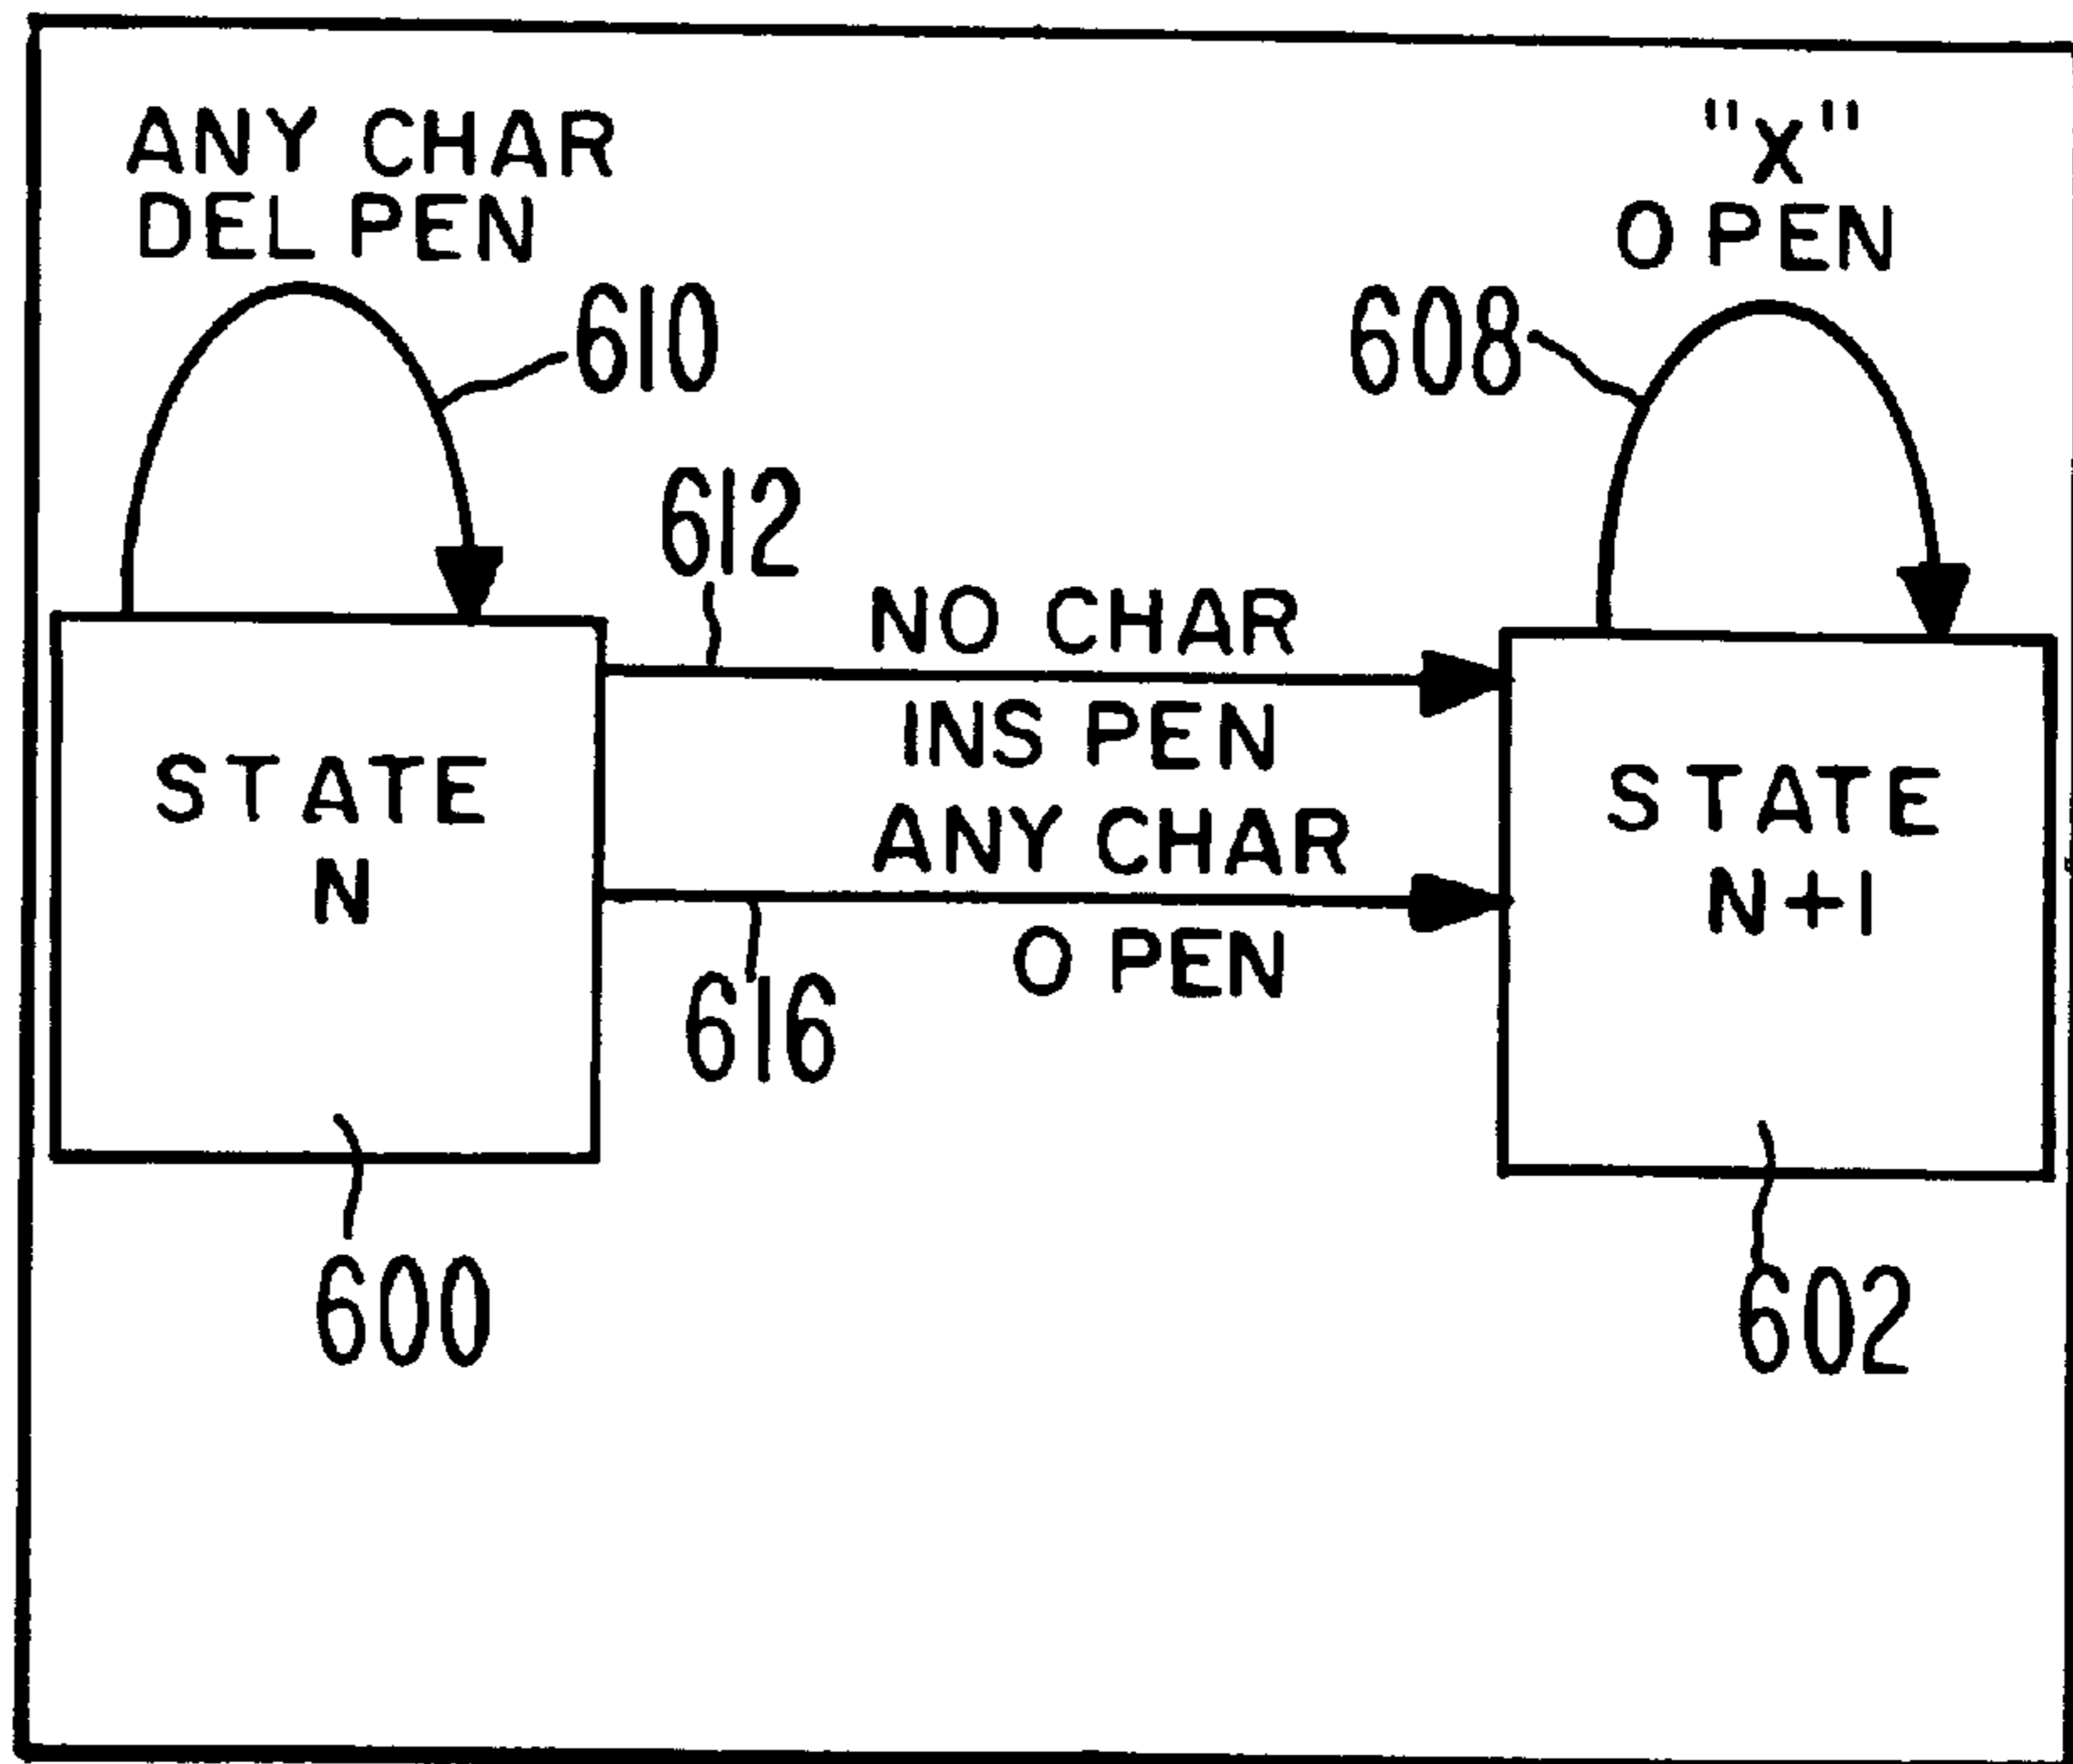 ANY CHAR
DEL PEN
610
"X"
O PEN
608
612
NO CHAR
INS PEN
ANY CHAR
O PEN
616
STATE
N
600
STATE
N+1
602